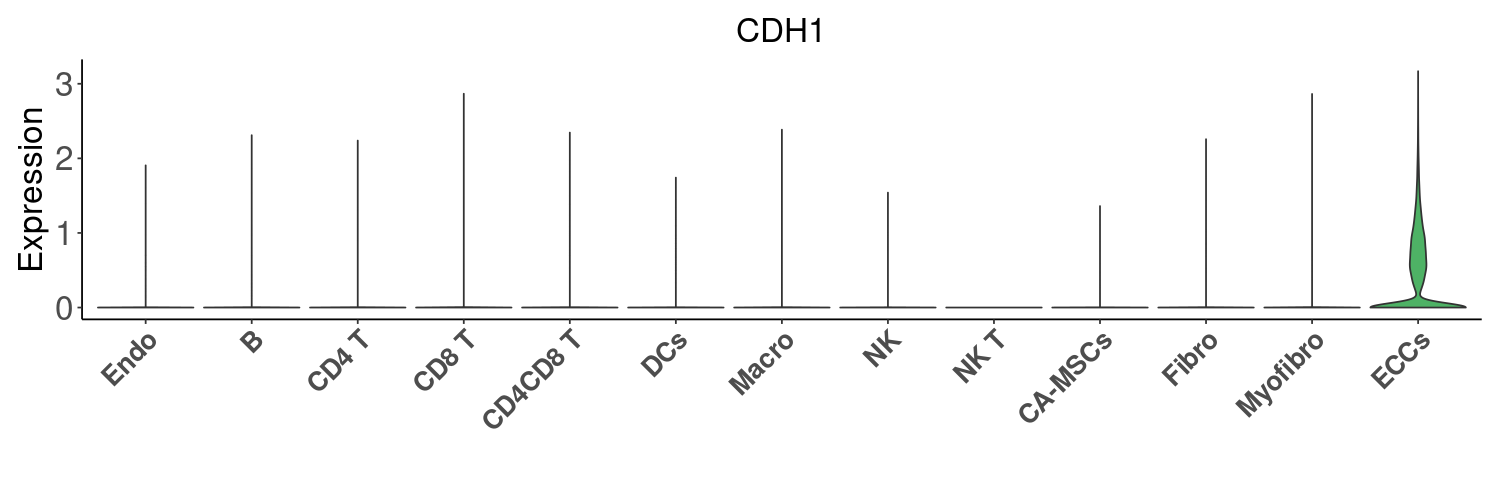 CDH1
Expression
3
2
1
0
Endo
B
CD4 T
CD8 T
CD4CD8 T
DCs
Macro
NK
NK T
CA-MSCs
Fibro
Myofibro
ECCs